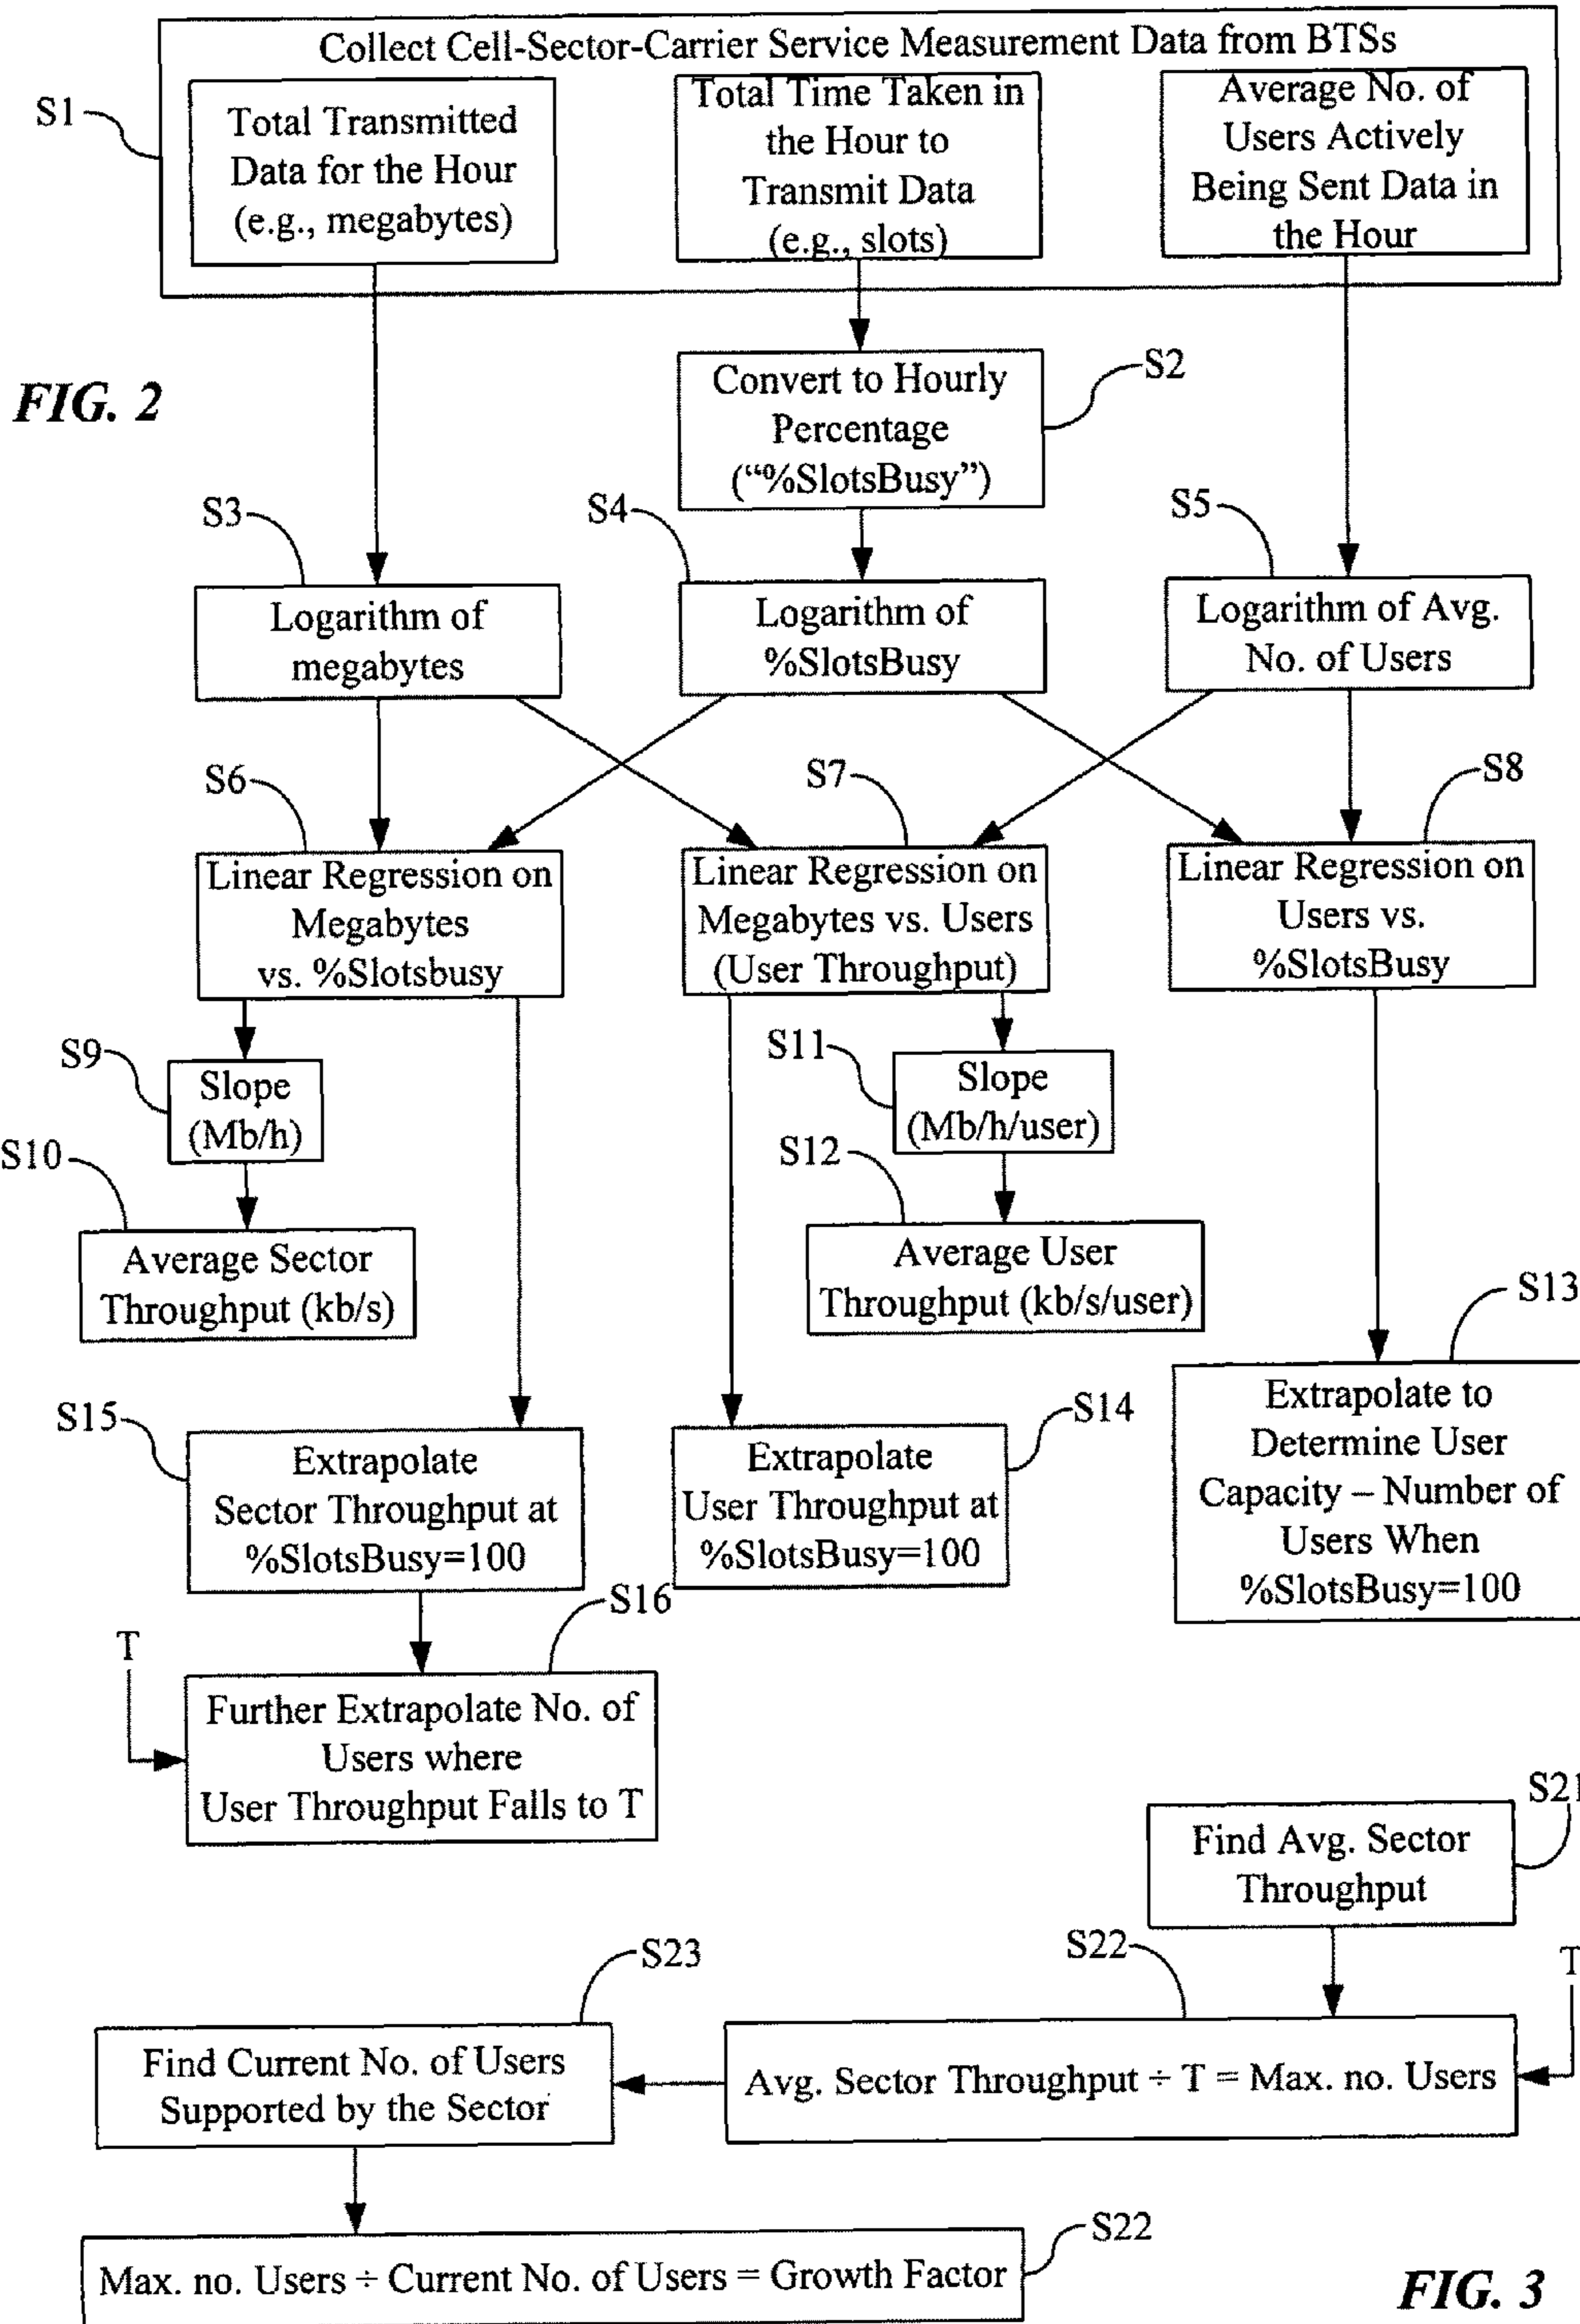 Collect Cell-Sector-Carrier Service Measurement Data from BTSs
S1
Total Transmitted
Data for the Hour
(e.g., megabytes)
Total Time Taken in
the Hour to
Transmit Data
(e.g., slots)
Average No. of
Users Actively
Being Sent Data in
the Hour
FIG. 2
Convert to Hourly
Percentage
(“%SlotsBusy”)
S2
S3
Logarithm of
megabytes
S4
Logarithm of
%SlotsBusy
S5
Logarithm of Avg.
No. of Users
S6
Linear Regression on
Megabytes
vs. %Slotsbusy
S7
Linear Regression on
Megabytes vs. Users
(User Throughput)
S8
Linear Regression on
Users vs.
%SlotsBusy
S9
Slope
(Mb/h)
S10
Average Sector
Throughput (kb/s)
S11
Slope
(Mb/h/user)
S12
Average User
Throughput (kb/s/user)
S13
Extrapolate to
Determine User
Capacity – Number of
Users When
%SlotsBusy=100
S15
Extrapolate
Sector Throughput at
%SlotsBusy=100
S14
Extrapolate
User Throughput at
%SlotsBusy=100
S16
T
Further Extrapolate No. of
Users where
User Throughput Falls to T
S21
Find Avg. Sector
Throughput
S22
T
Avg. Sector Throughput ÷ T = Max. no. Users
S23
Find Current No. of Users
Supported by the Sector
S22
Max. no. Users ÷ Current No. of Users = Growth Factor
FIG. 3